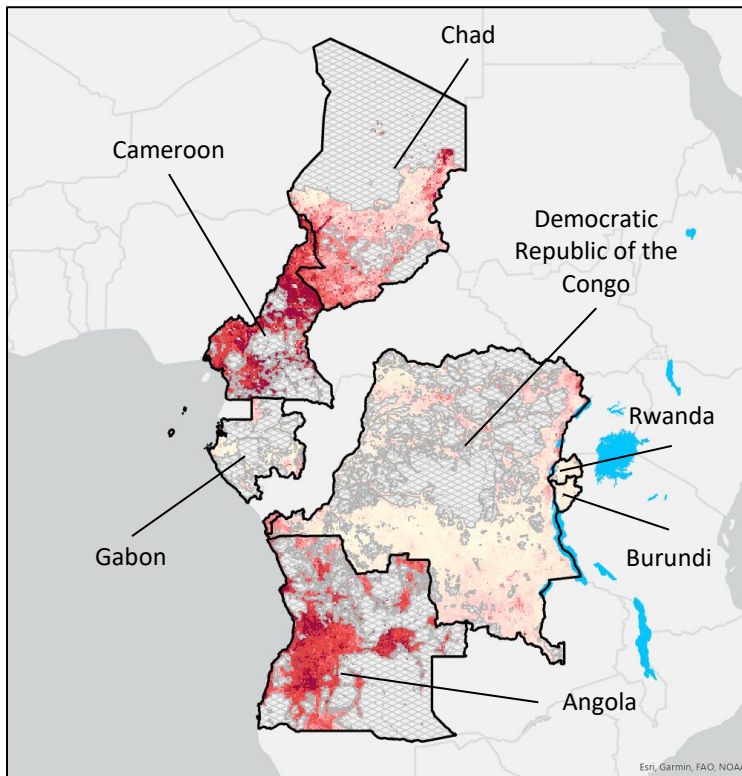 Chad
Cameroon
Democratic
Republic of the
Congo
Rwanda
Gabon
Burundi
Angola
Esri, Garmin, FAO, NOAA